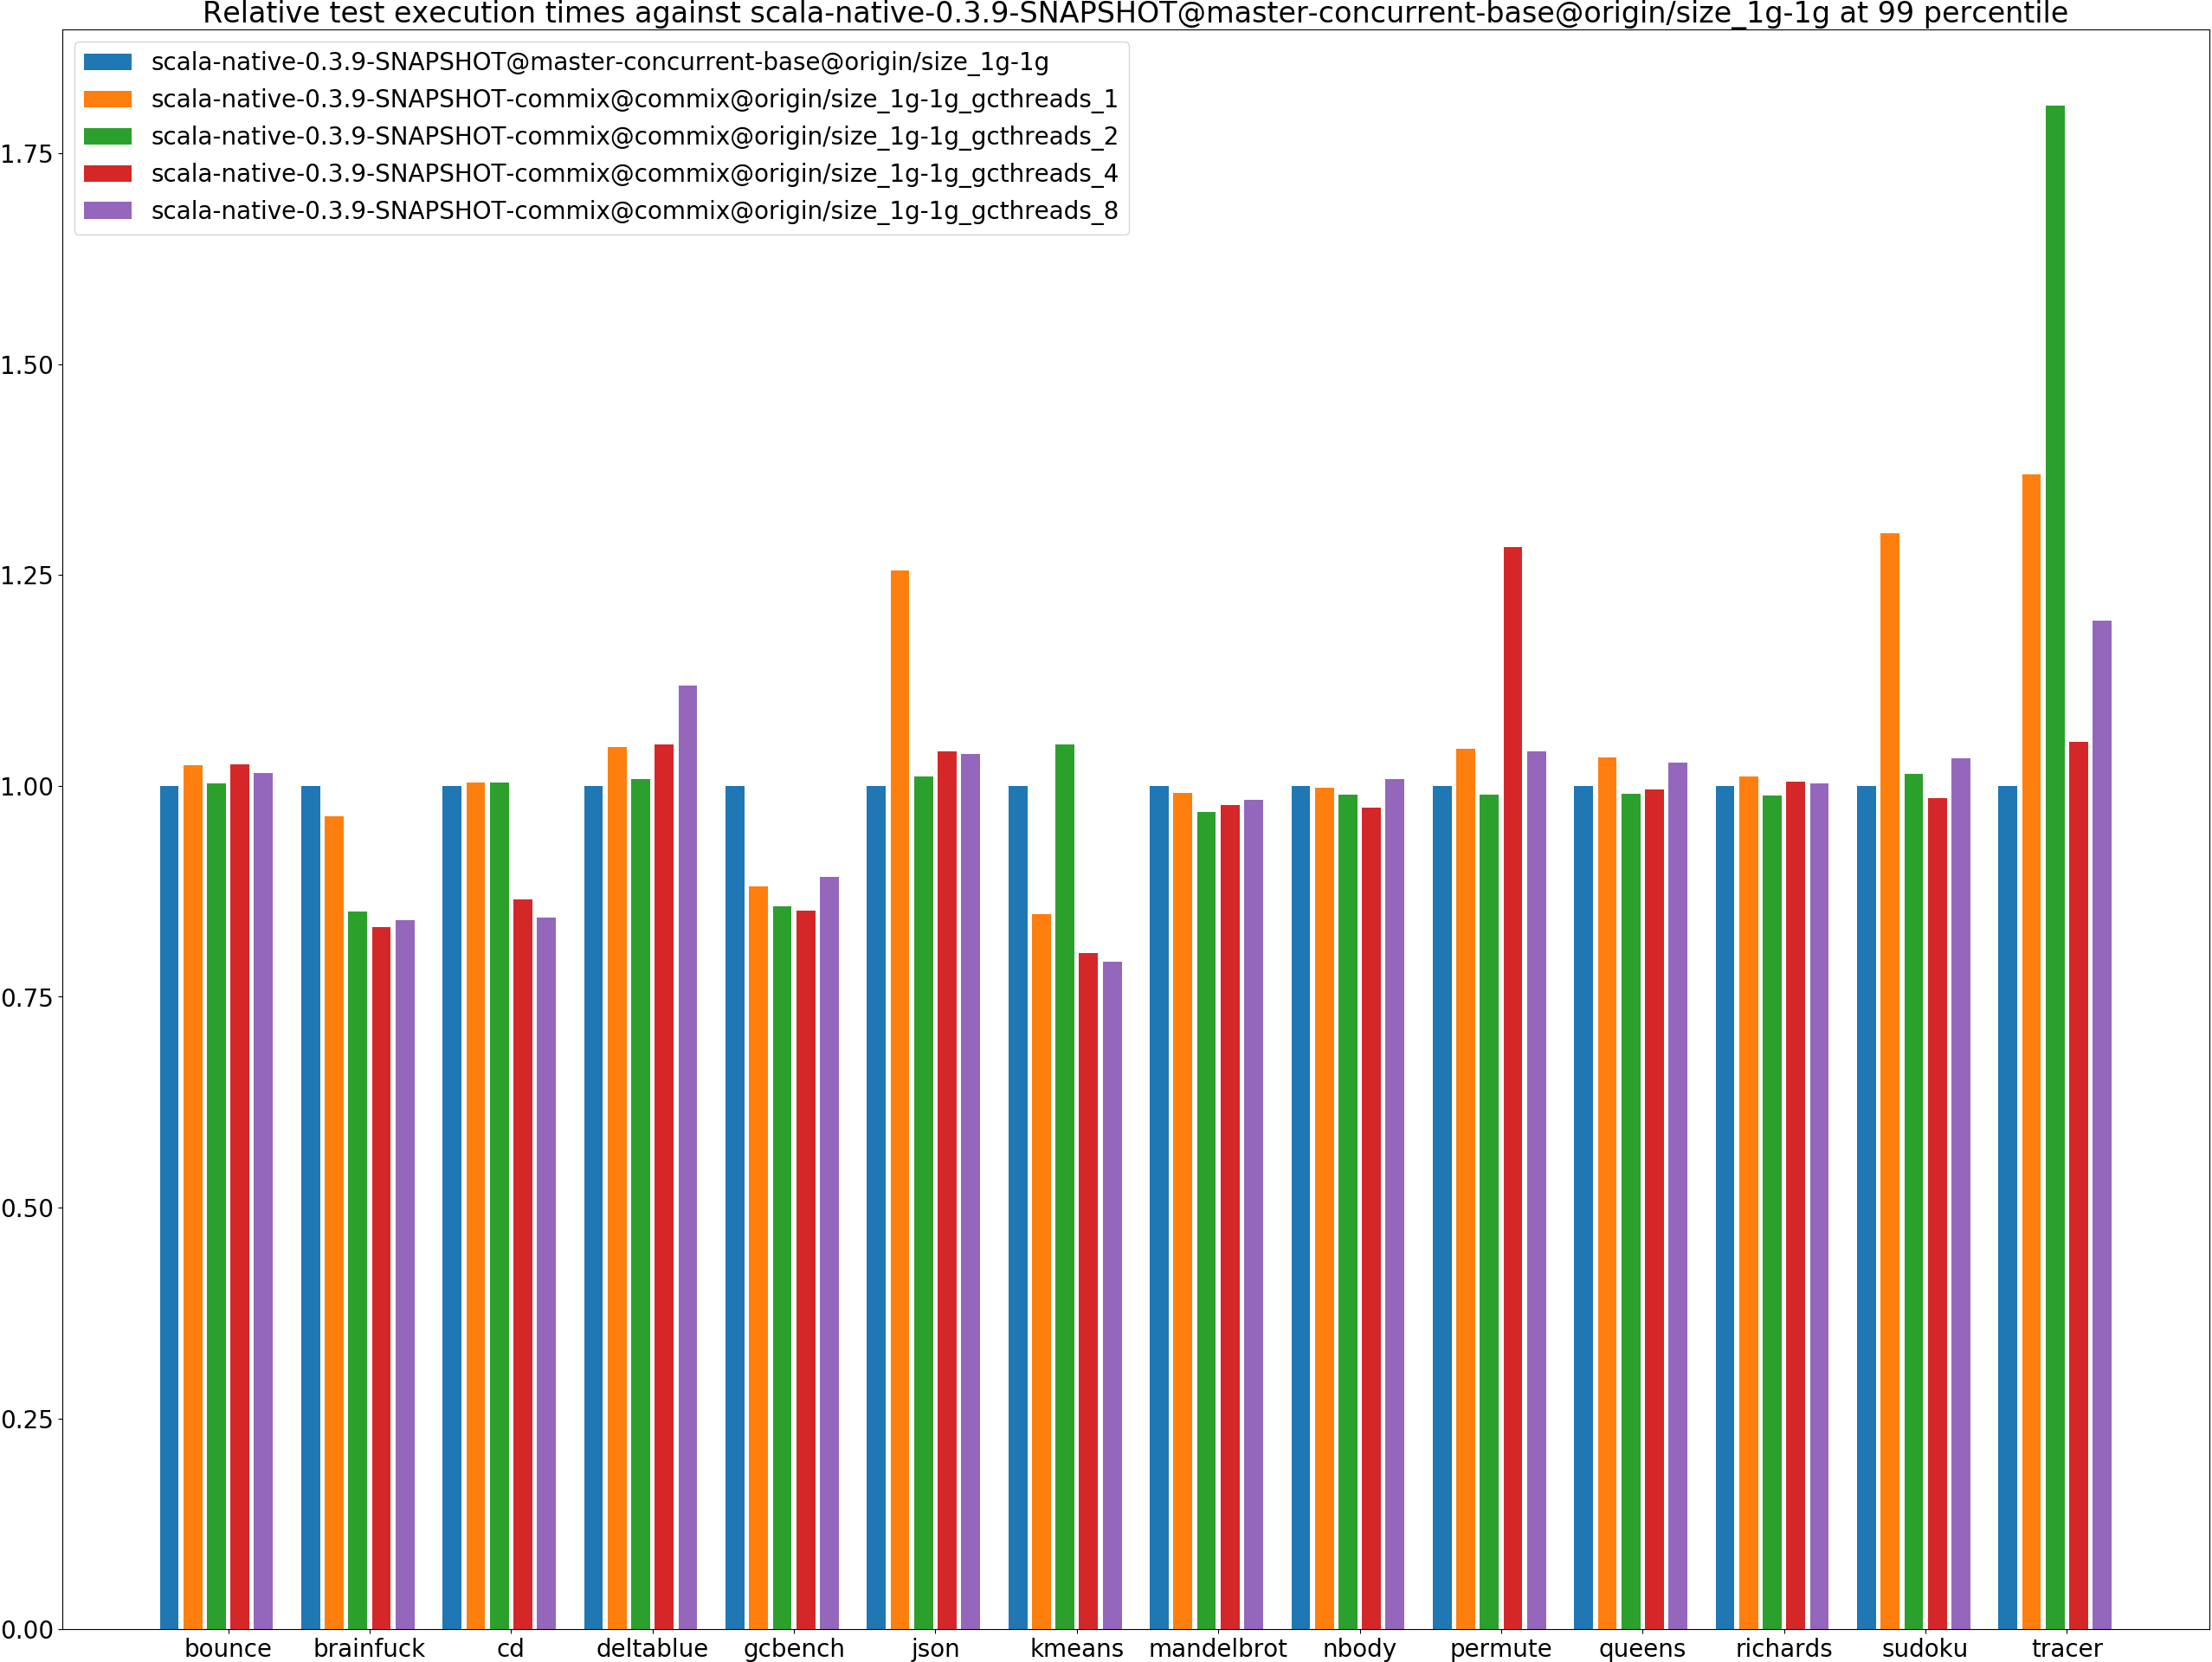 Relative test execution times against scala-native-0.3.9-SNAPSHOT@master-concurrent-base@origin/size_1g-1g at 99 percentile
scala-native-0.3.9-SNAPSHOT@master-concurrent-base@origin/size_1g-1g
scala-native-0.3.9-SNAPSHOT-commix@commix@origin/size_1g-1g_gcthreads_1
scala-native-0.3.9-SNAPSHOT-commix@commix@origin/size_1g-1g_gcthreads_2
scala-native-0.3.9-SNAPSHOT-commix@commix@origin/size_1g-1g_gcthreads_4
scala-native-0.3.9-SNAPSHOT-commix@commix@origin/size_1g-1g_gcthreads_8
1.75
1.50
1.25
1.00
0.75
0.50
0.25
0.00
bounce brainfuck cd deltablue gcbench json kmeans mandelbrot nbody permute queens richards sudoku tracer